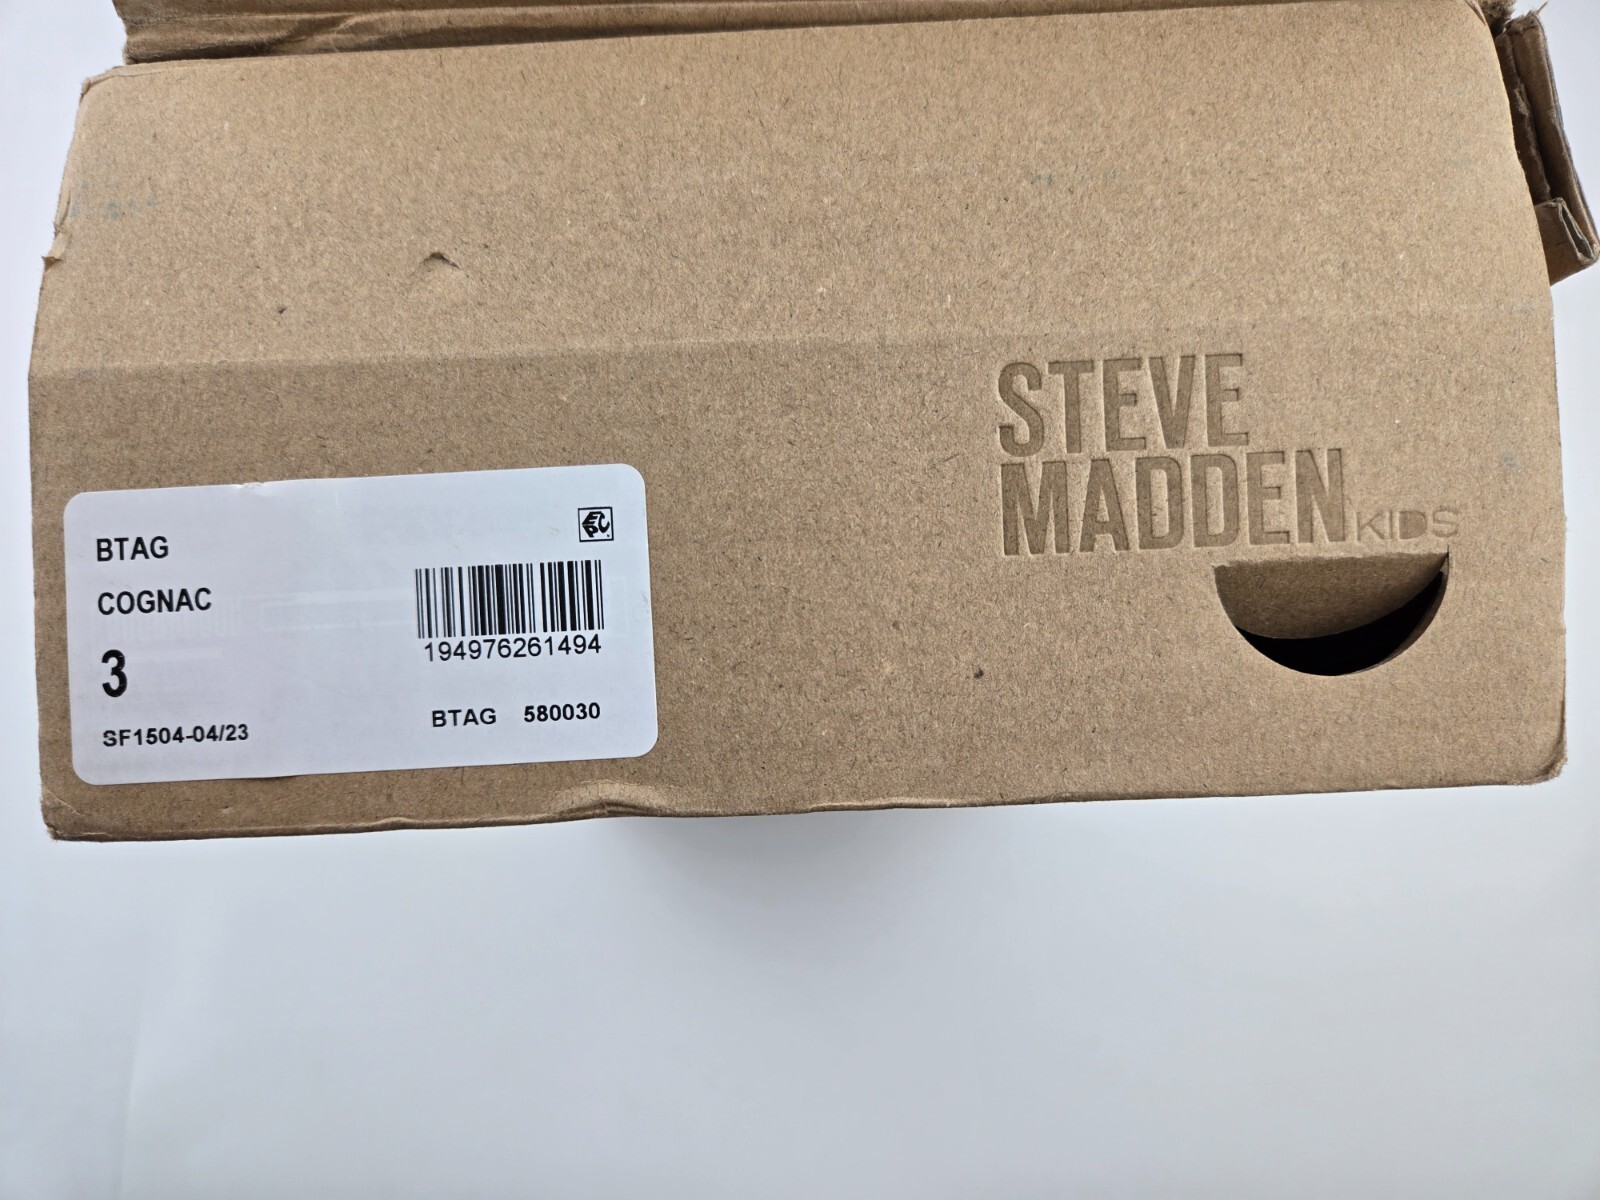 STEVE
MADDEN KIDS
BTAG
COGNAC
3
SF1504-04/23
194976261494
BTAG 580030